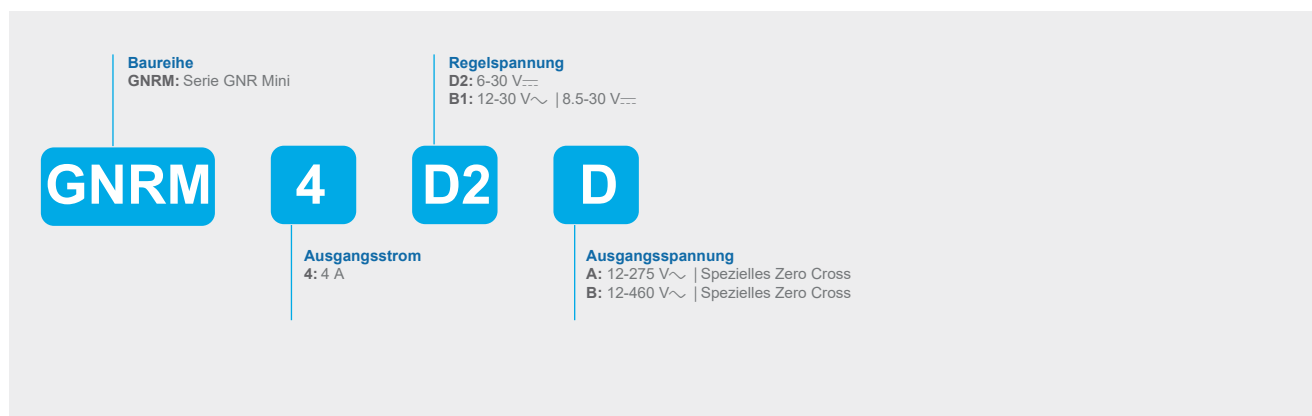 Baureihe
GNRM: Serie GNR Mini
Regelspannung
D2: 6-30 V⎓
B1: 12-30 V～ | 8.5-30 V⎓
GNRM 4 D2 D
Ausgangsstrom
4: 4 A
Ausgangsspannung
A: 12-275 V～ | Spezielles Zero Cross
B: 12-460 V～ | Spezielles Zero Cross